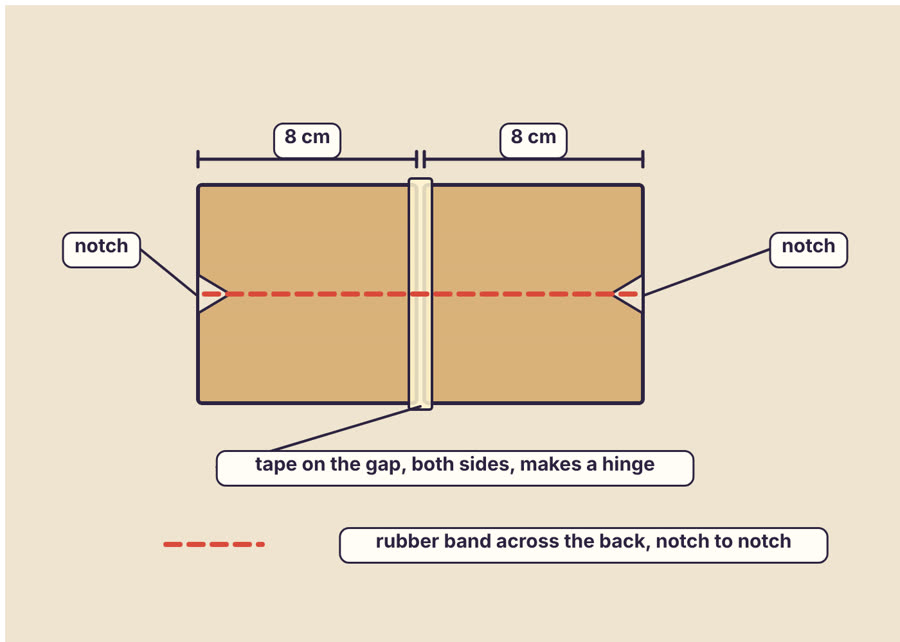 8 cm
8 cm
notch
notch
tape on the gap, both sides, makes a hinge
rubber band across the back, notch to notch